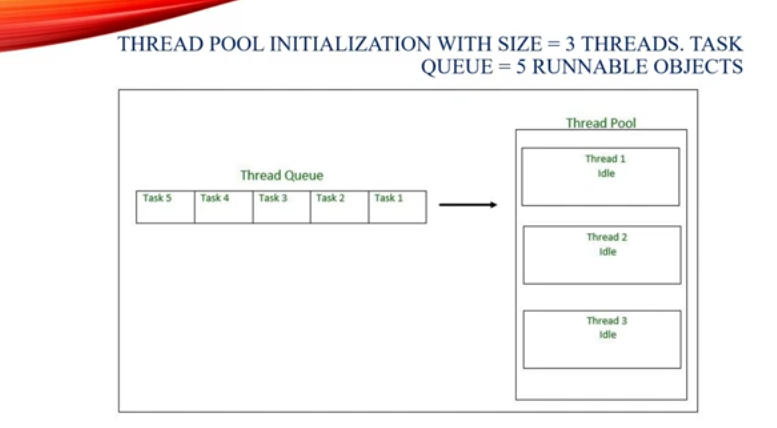 THREAD POOL INITIALIZATION WITH SIZE = 3 THREADS. TASK
QUEUE = 5 RUNNABLE OBJECTS
Thread Pool
Thread 1
Idle
Thread Queue
Task 5 Task 4 Task 3 Task 2 Task 1
Thread 2
Idle
Thread 3
Idle